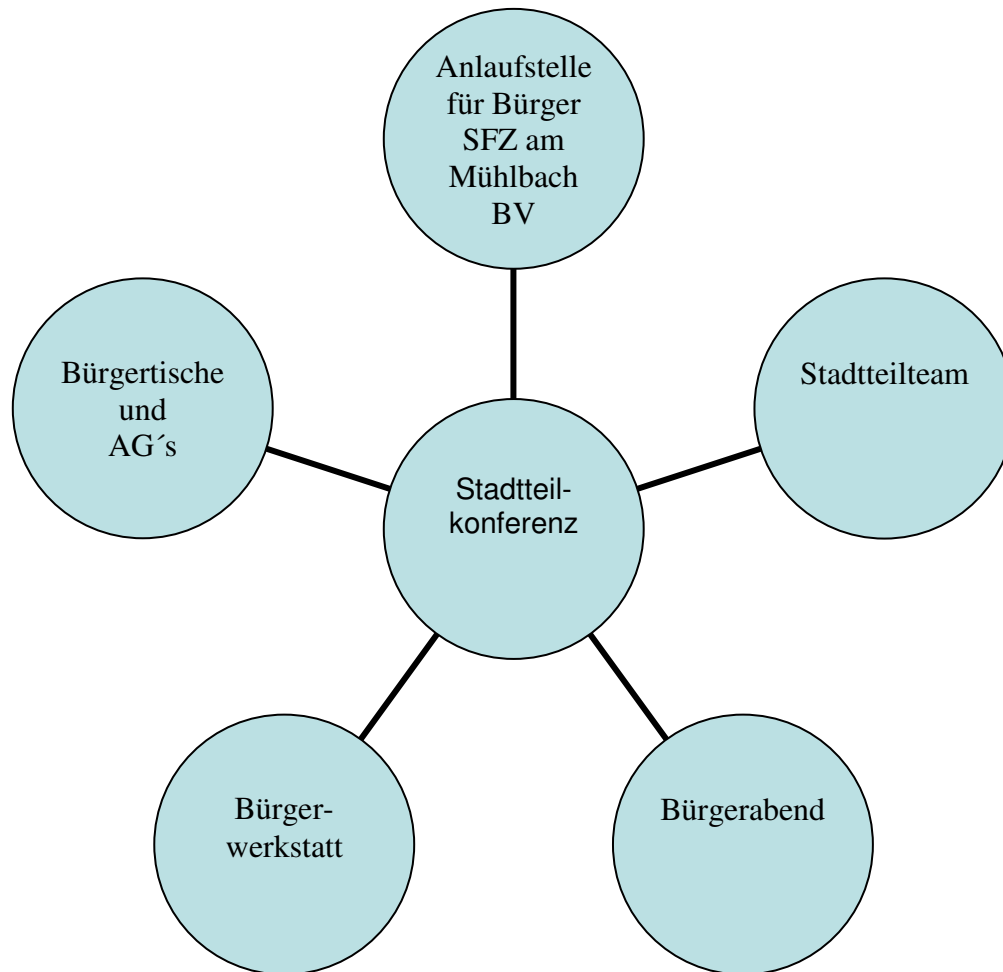 Anlaufstelle
für Bürger
SFZ am
Mühlbach
BV
Bürgertische
und
AG´s
Stadtteilteam
Stadtteil-
konferenz
Bürger-
werkstatt
Bürgerabend